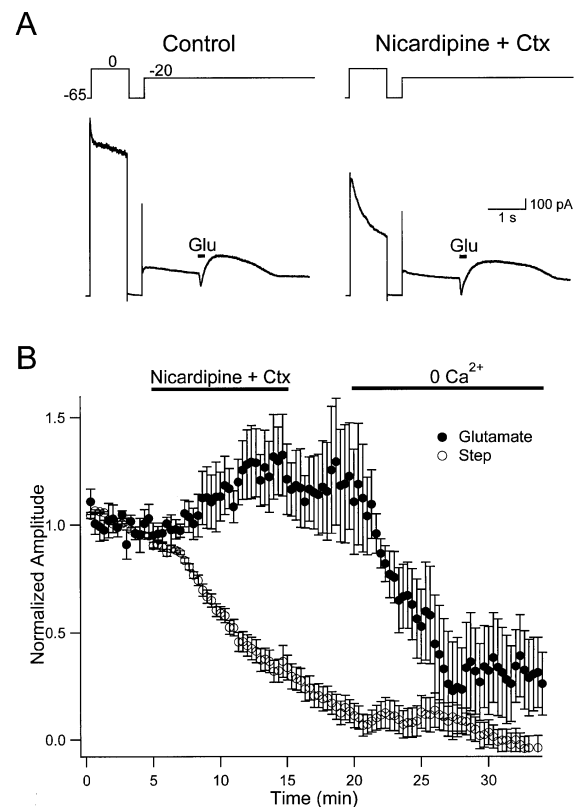 A
Control
Nicardipine + Ctx
0
-20
-65
Glu
Glu
100 pA
1 s
B
Nicardipine + Ctx
0 Ca²⁺
1.5
Glutamate
Step
1.0
Normalized Amplitude
0.5
0.0
0 5 10 15 20 25 30
Time (min)